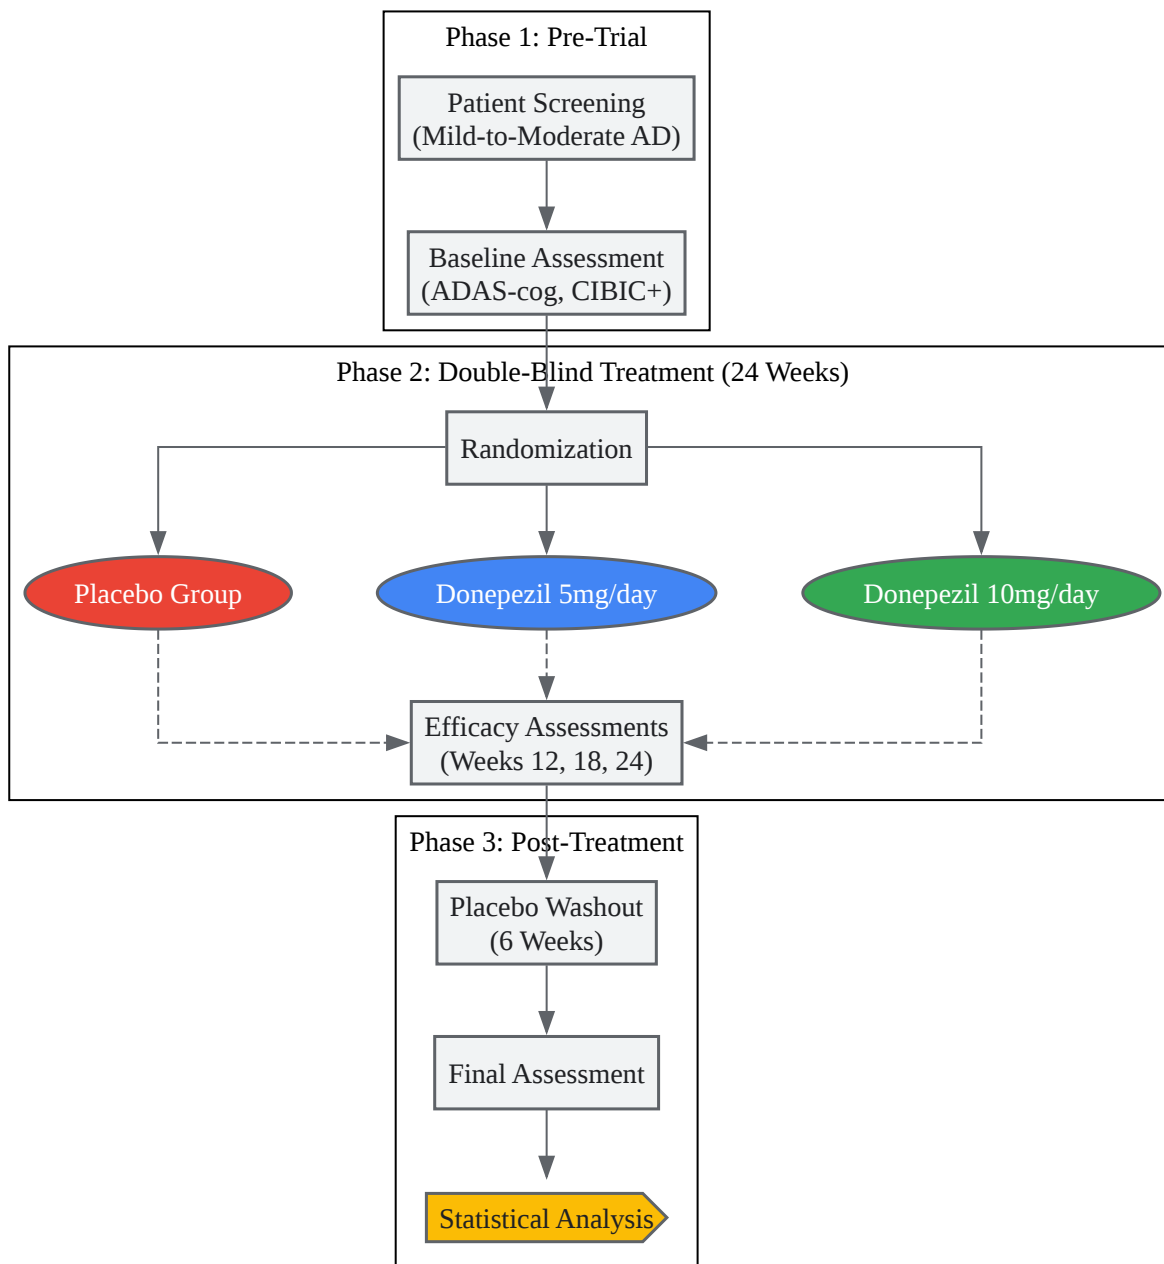 Phase 1: Pre-Trial
Patient Screening
(Mild-to-Moderate AD)
Baseline Assessment
(ADAS-cog, CIBIC+)
Phase 2: Double-Blind Treatment (24 Weeks)
Randomization
Placebo Group
Donepezil 5mg/day
Donepezil 10mg/day
Efficacy Assessments
(Weeks 12, 18, 24)
Phase 3: Post-Treatment
Placebo Washout
(6 Weeks)
Final Assessment
Statistical Analysis